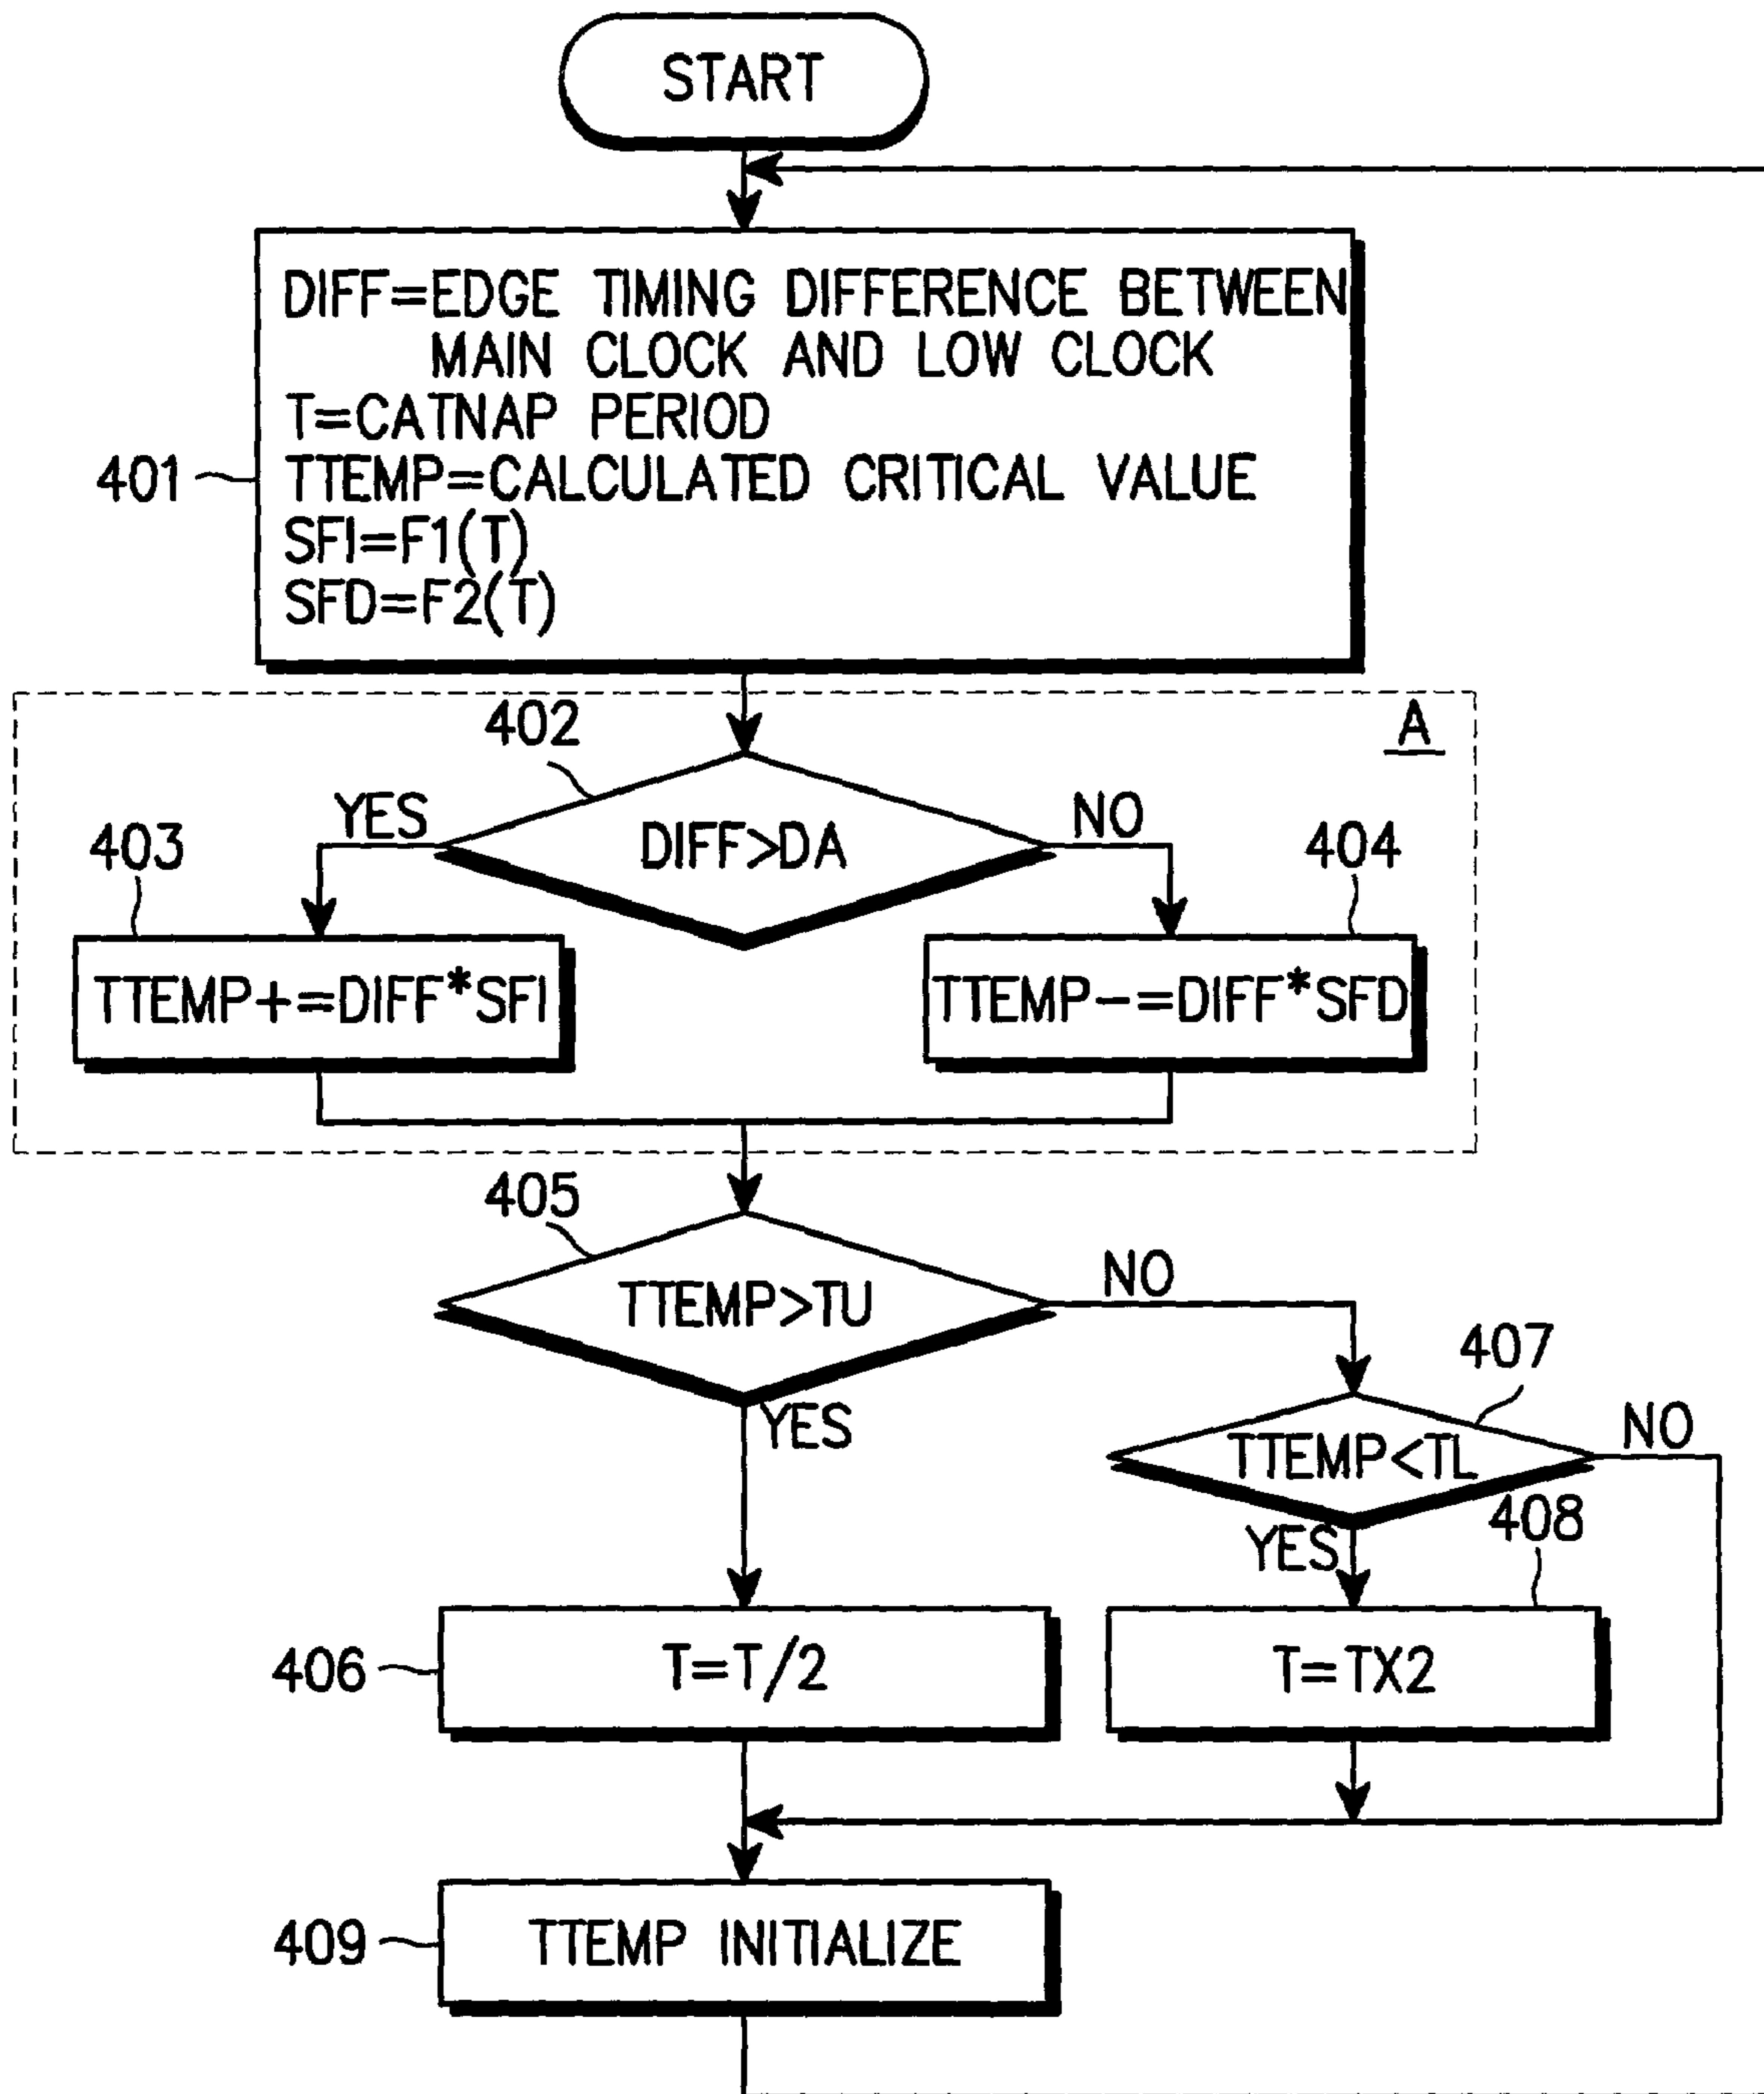 START
DIFF=EDGE TIMING DIFFERENCE BETWEEN
MAIN CLOCK AND LOW CLOCK
T=CATNAP PERIOD
401
TTEMP=CALCULATED CRITICAL VALUE
SFI=F1(T)
SFD=F2(T)
A
402
YES
DIFF>DA
NO
403
404
TTEMP+=DIFF*SFI
TTEMP-=DIFF*SFD
405
TTEMP>TU
NO
407
YES
TTEMP<TL
NO
408
YES
406
T=T/2
T=TX2
409
TTEMP INITIALIZE